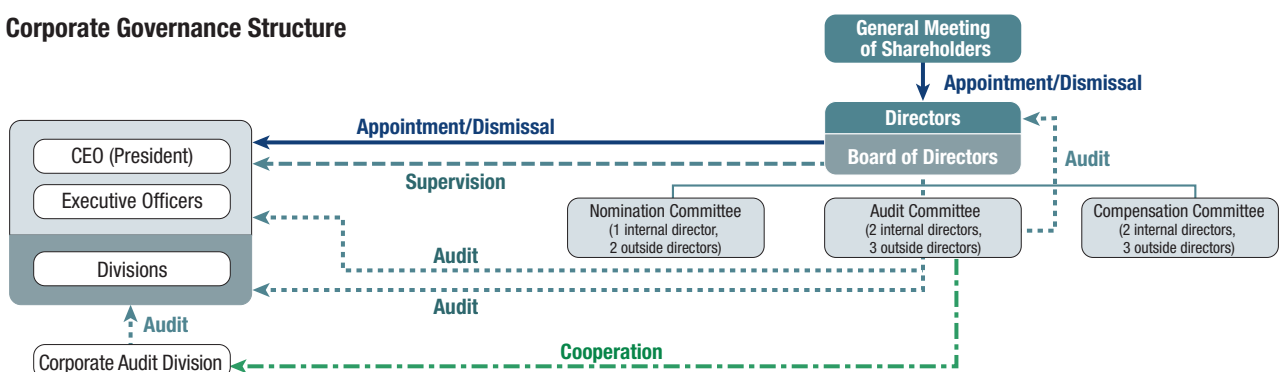 Corporate Governance Structure
General Meeting
of Shareholders
Appointment/Dismissal
Directors
Board of Directors
Audit
Appointment/Dismissal
Supervision
CEO (President)
Executive Officers
Divisions
Nomination Committee
(1 internal director,
2 outside directors)
Audit Committee
(2 internal directors,
3 outside directors)
Compensation Committee
(2 internal directors,
3 outside directors)
Audit
Audit
Audit
Cooperation
Corporate Audit Division